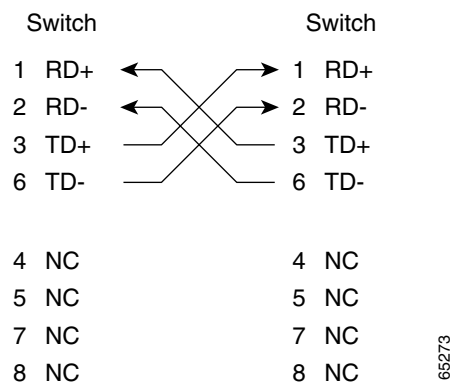 Switch Switch
1 RD+ 1 RD+
2 RD- 2 RD-
3 TD+ 3 TD+
6 TD- 6 TD-
4 NC 4 NC
5 NC 5 NC
7 NC 7 NC
8 NC 8 NC
65273